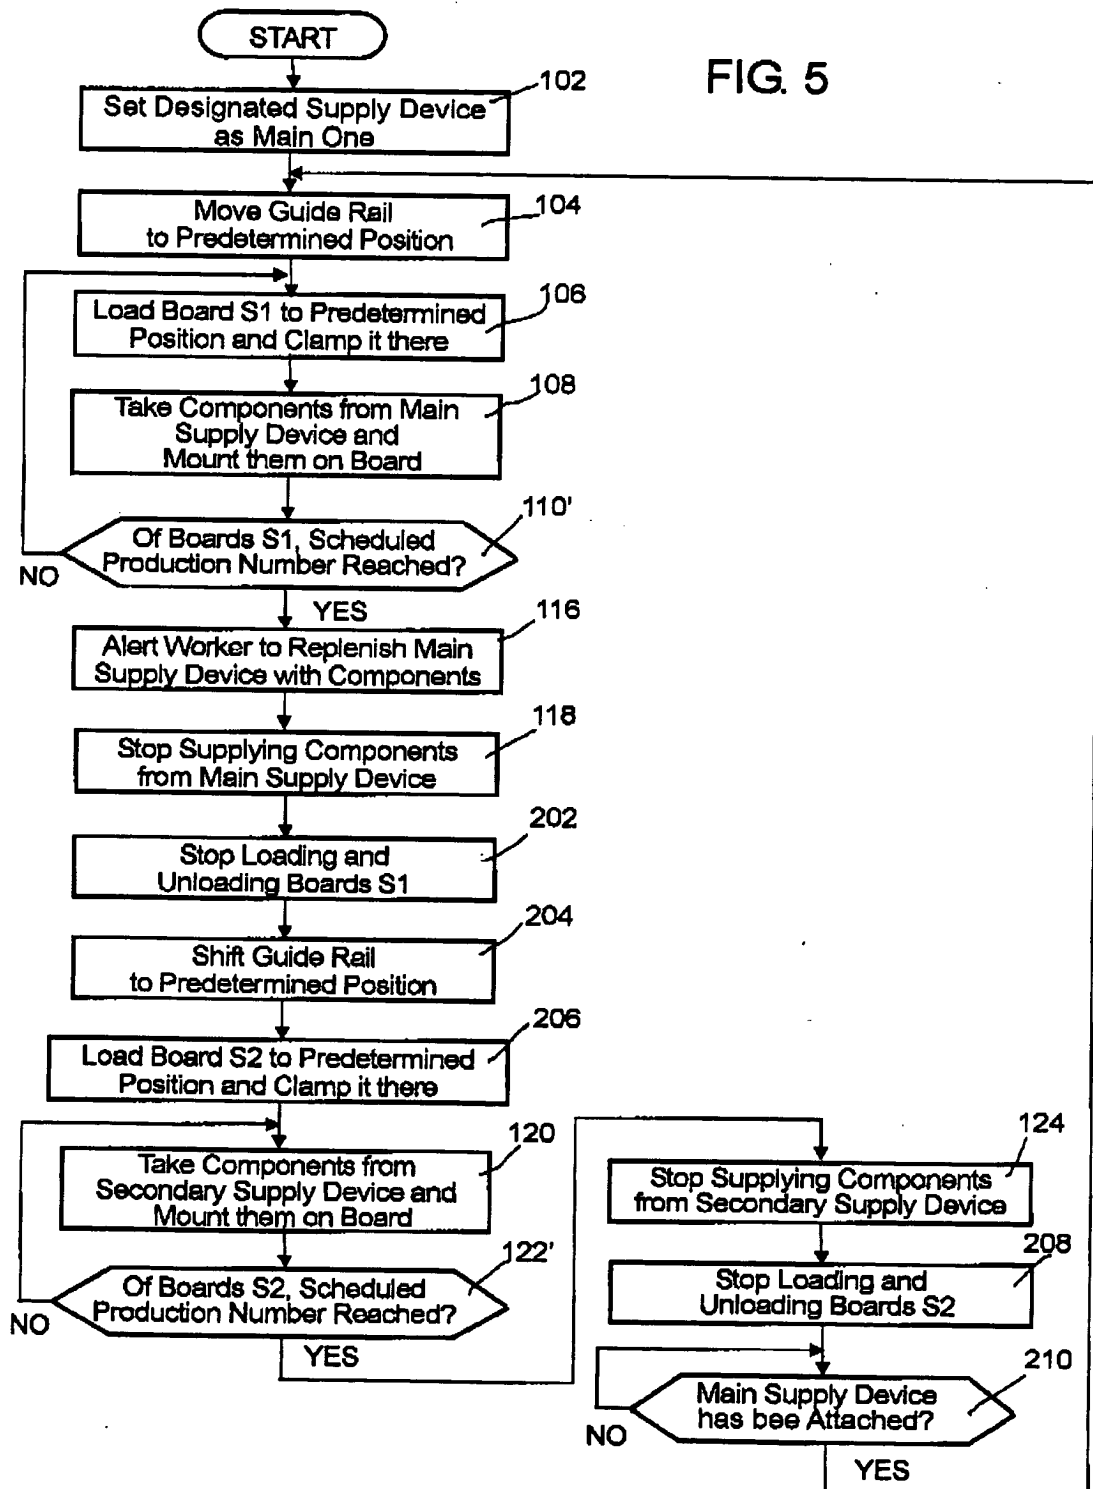 START
FIG. 5
102
Set Designated Supply Device
as Main One
104
Move Guide Rail
to Predetermined Position
106
Load Board S1 to Predetermined
Position and Clamp it there
108
Take Components from Main
Supply Device and
Mount them on Board
110'
Of Boards S1, Scheduled
Production Number Reached?
NO
YES
116
Alert Worker to Replenish Main
Supply Device with Components
118
Stop Supplying Components
from Main Supply Device
202
Stop Loading and
Unloading Boards S1
204
Shift Guide Rail
to Predetermined Position
206
Load Board S2 to Predetermined
Position and Clamp it there
120
Take Components from
Secondary Supply Device and
Mount them on Board
122'
Of Boards S2, Scheduled
Production Number Reached?
NO
YES
124
Stop Supplying Components
from Secondary Supply Device
208
Stop Loading and
Unloading Boards S2
210
Main Supply Device
has bee Attached?
NO
YES